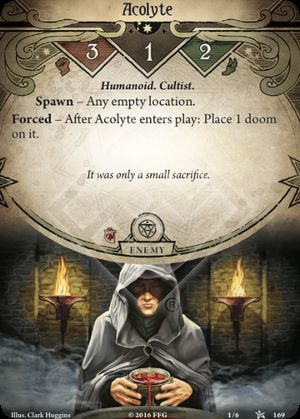 Acolyte
3 1 2
Humanoid. Cultist.
Spawn – Any empty location.
Forced – After Acolyte enters play: Place 1 doom
on it.
It was only a small sacrifice.
ENEMY
Illus. Clark Huggins © 2016 FFG 1/6 169